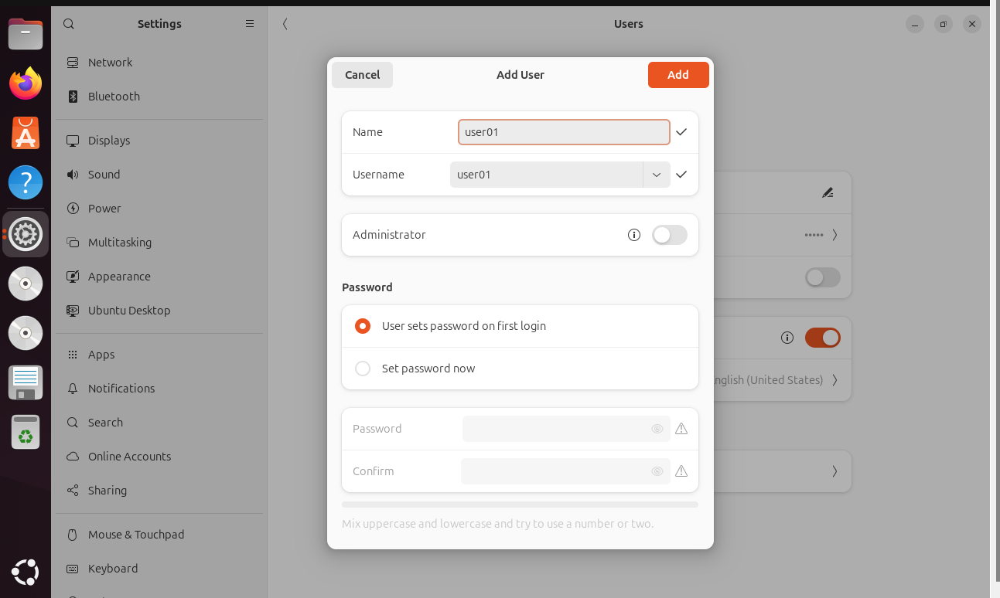 Settings
Users
Network
Bluetooth
Displays
Sound
Power
Multitasking
Appearance
Ubuntu Desktop
Apps
Notifications
Search
Online Accounts
Sharing
Mouse & Touchpad
Keyboard
Cancel
Add User
Add
Name
user01
Username
user01
Administrator
Password
User sets password on first login
Set password now
Password
Confirm
Mix uppercase and lowercase and try to use a number or two.
•••••
(United States)